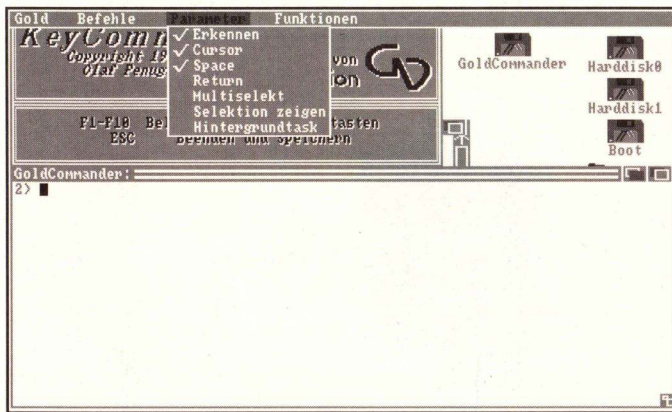 Gold Befehle Parameter Funktionen
KeyComm
Copyright 19
Olaf Penug
von
ion
Erkennen
Cursor
Space
Return
Multiselekt
Selektion zeigen
Hintergrundtask
F1-F10 Bel tasten
ESC Beenden und speichern
GoldCommander
Harddisk0
Harddisk1
Boot
GoldCommander:
2>